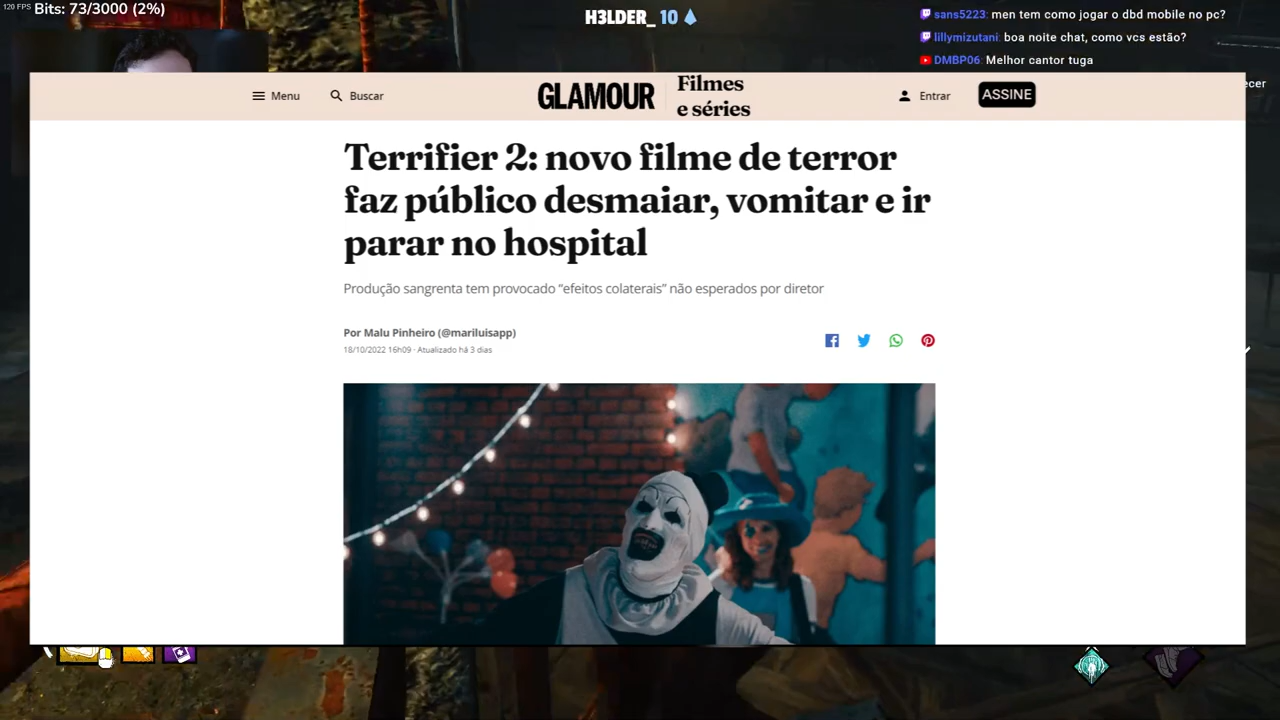 120 FPS
Bits: 73/3000 (2%)
H3LDER_ 10
sans5223: men tem como jogar o dbd mobile no pc?
lillymizutani: boa noite chat, como vcs estão?
DMBP06: Melhor cantor tuga
ecer
Menu
Buscar
GLAMOUR
Filmes
e séries
Entrar
ASSINE
Terrifier 2: novo filme de terror
faz público desmaiar, vomitar e ir
parar no hospital
Produção sangrenta tem provocado “efeitos colaterais” não esperados por diretor
Por Malu Pinheiro (@mariluisapp)
18/10/2022 16h09 · Atualizado há 3 dias